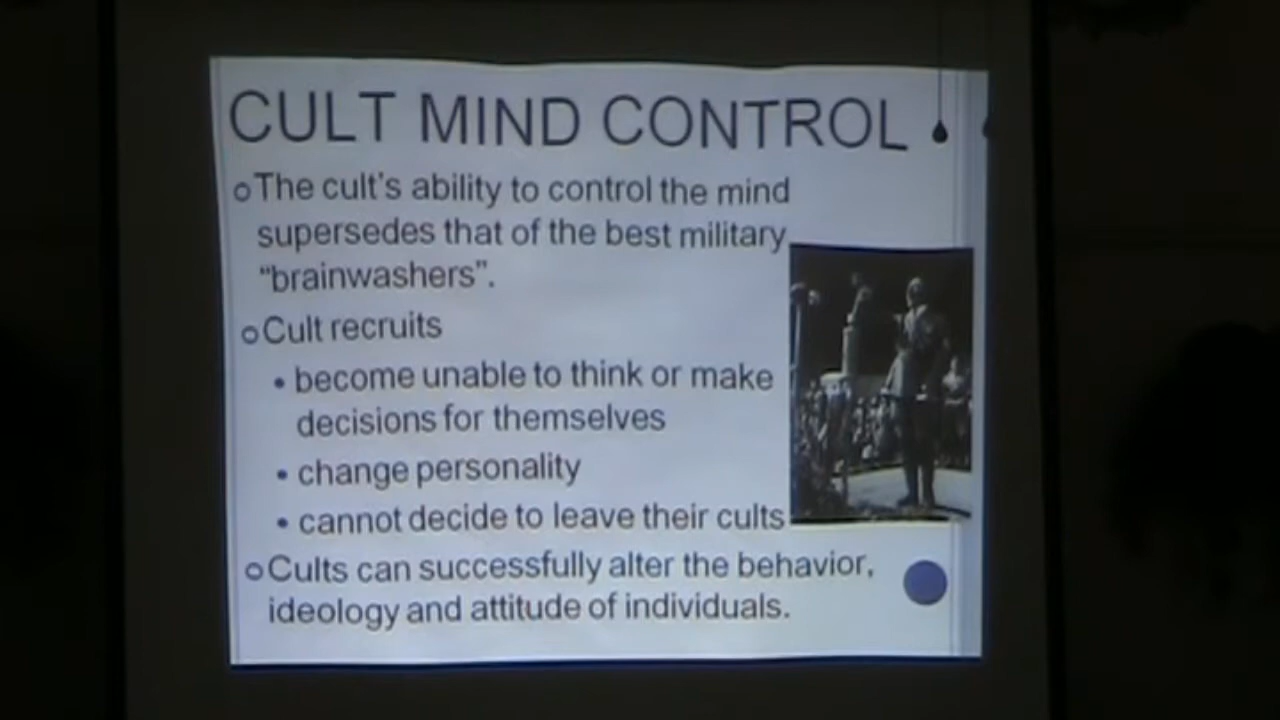 CULT MIND CONTROL
The cult's ability to control the mind
supersedes that of the best military
"brainwashers".
Cult recruits
• become unable to think or make
decisions for themselves
• change personality
• cannot decide to leave their cults
Cults can successfully alter the behavior,
ideology and attitude of individuals.